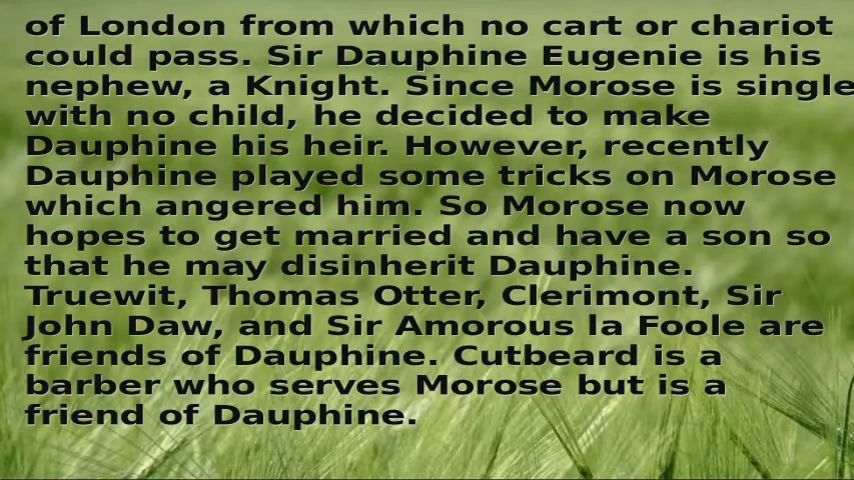 of London from which no cart or chariot
could pass. Sir Dauphine Eugenie is his
nephew, a Knight. Since Morose is single
with no child, he decided to make
Dauphine his heir. However, recently
Dauphine played some tricks on Morose
which angered him. So Morose now
hopes to get married and have a son so
that he may disinherit Dauphine.
Truewit, Thomas Otter, Clerimont, Sir
John Daw, and Sir Amorous la Foole are
friends of Dauphine. Cutbeard is a
barber who serves Morose but is a
friend of Dauphine.